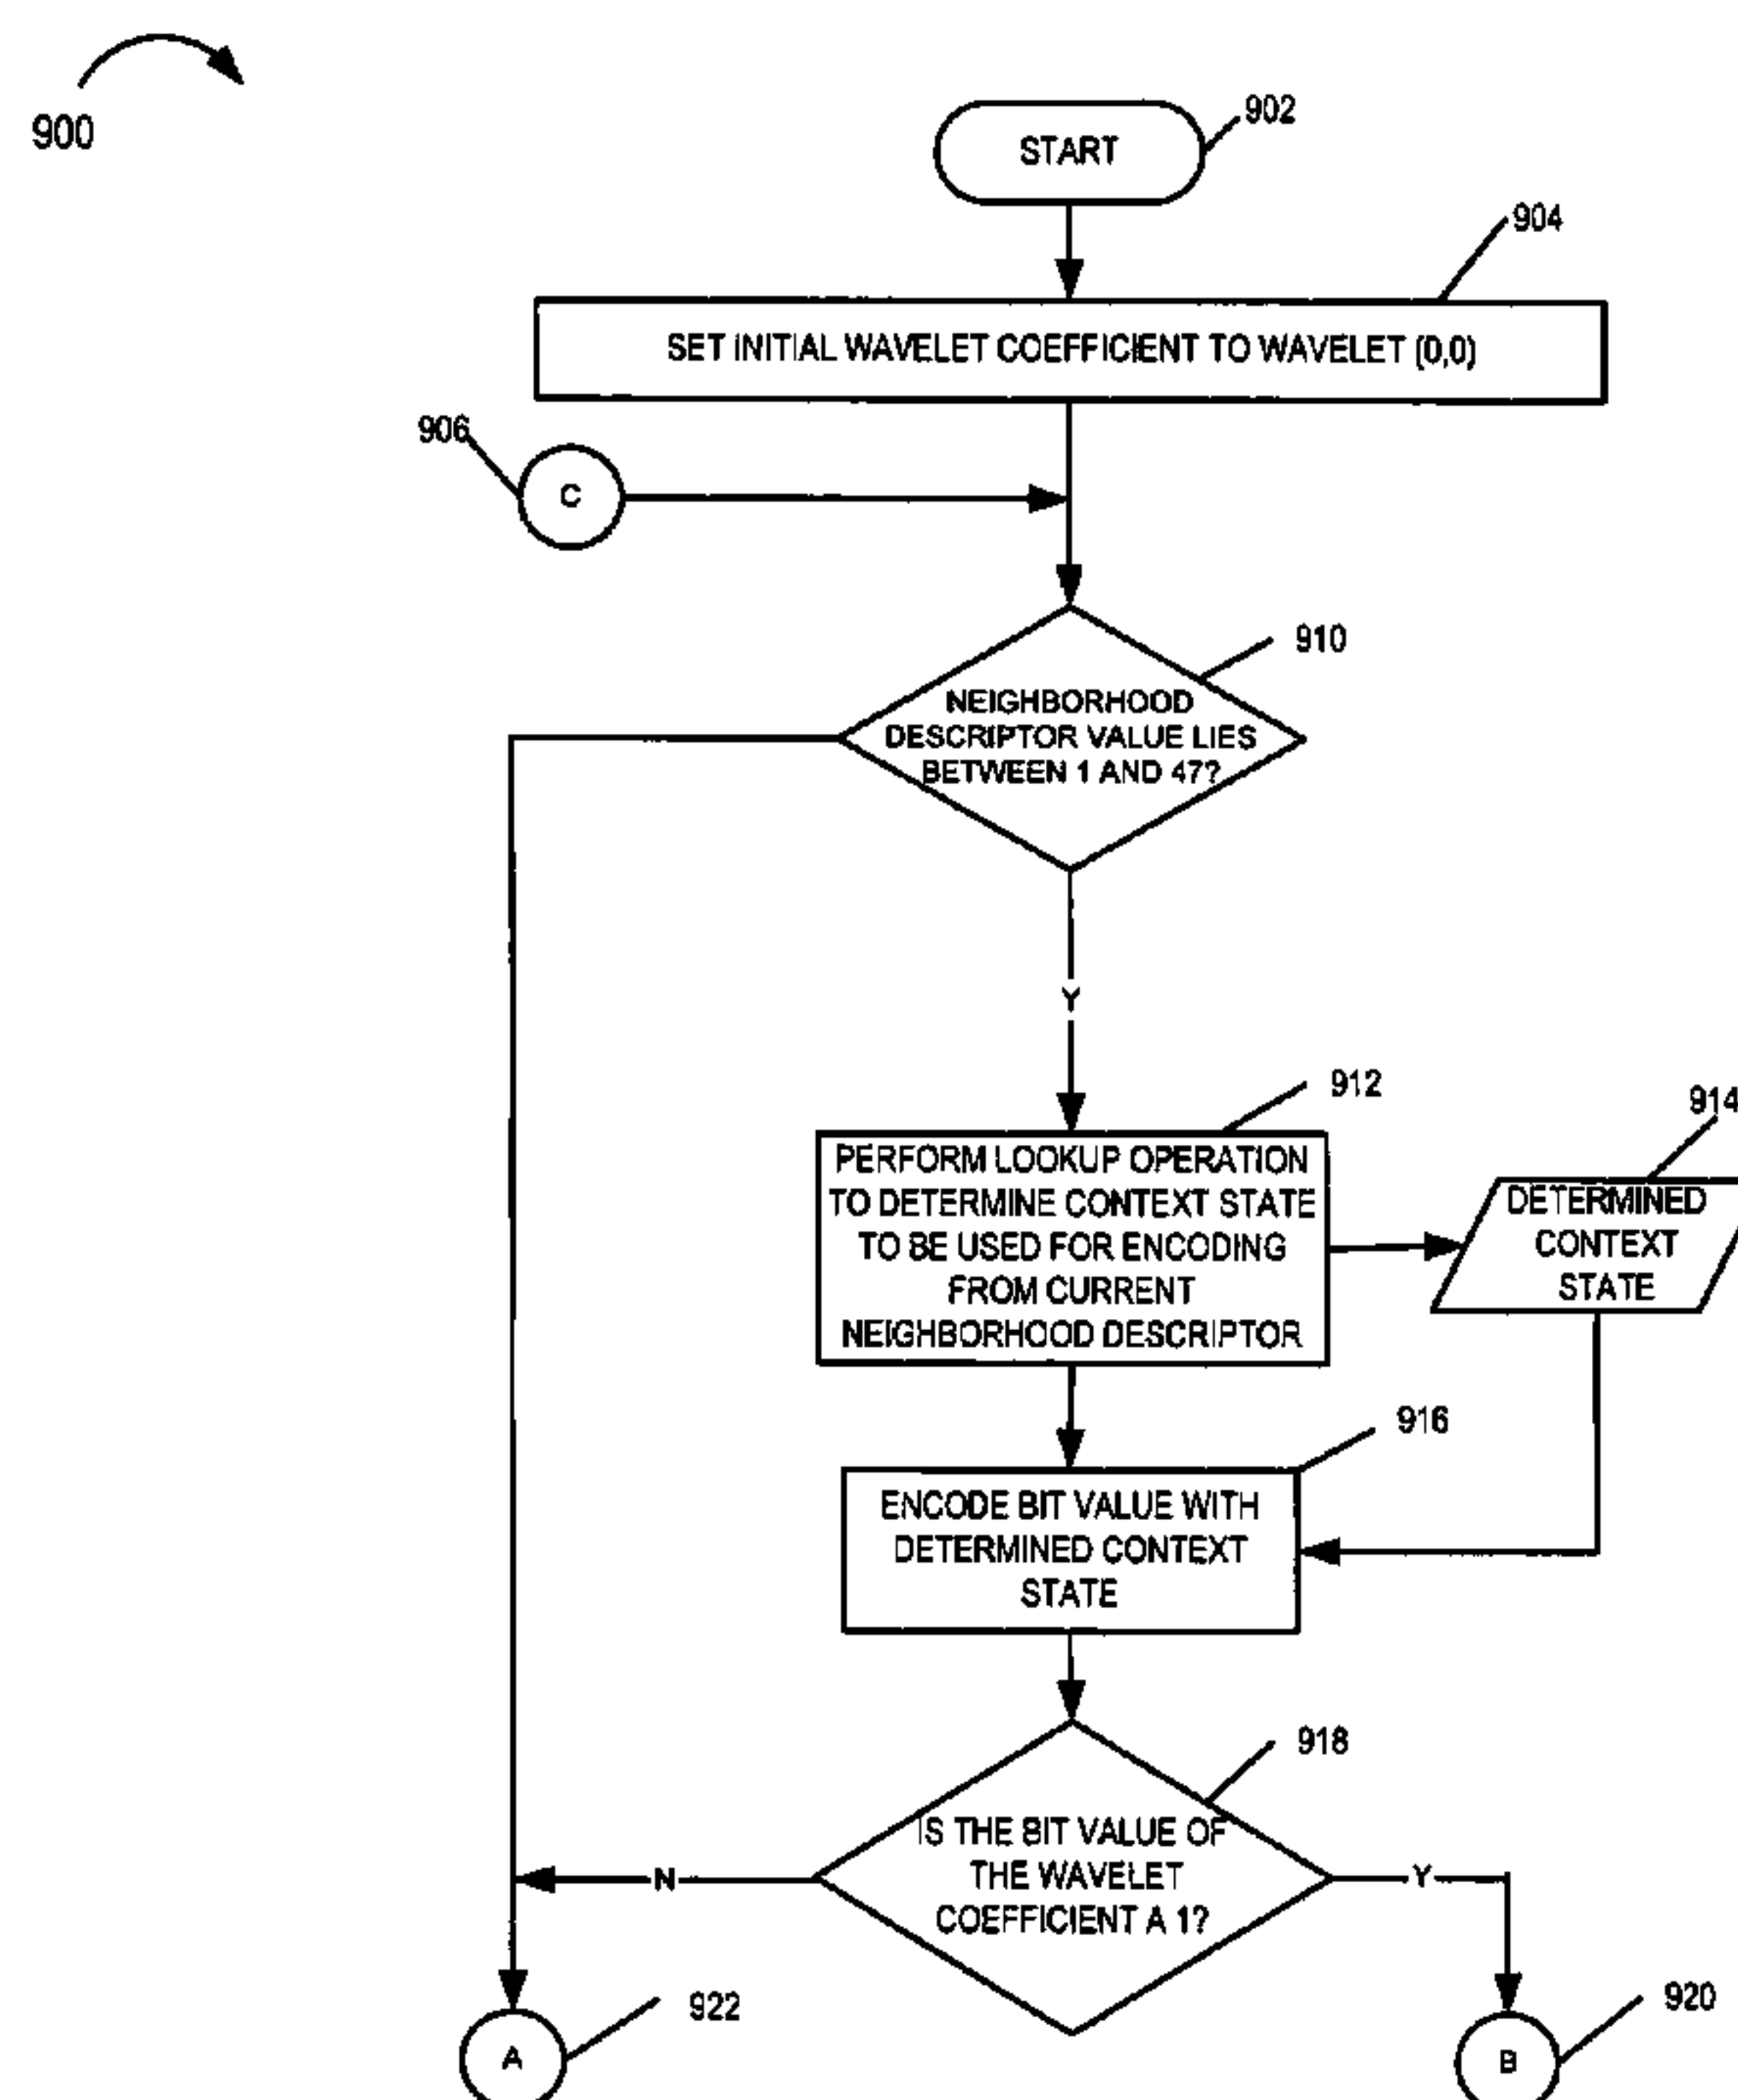 900
START
902
904
SET INITIAL WAVELET COEFFICIENT TO WAVELET (0,0)
906
C
910
NEIGHBORHOOD
DESCRIPTOR VALUE LIES
BETWEEN 1 AND 47?
Y
912
914
PERFORM LOOKUP OPERATION
TO DETERMINE CONTEXT STATE
TO BE USED FOR ENCODING
FROM CURRENT
NEIGHBORHOOD DESCRIPTOR
DETERMINED
CONTEXT
STATE
916
ENCODE BIT VALUE WITH
DETERMINED CONTEXT
STATE
918
IS THE BIT VALUE OF
THE WAVELET
COEFFICIENT A 1?
N
Y
922
920
A
B